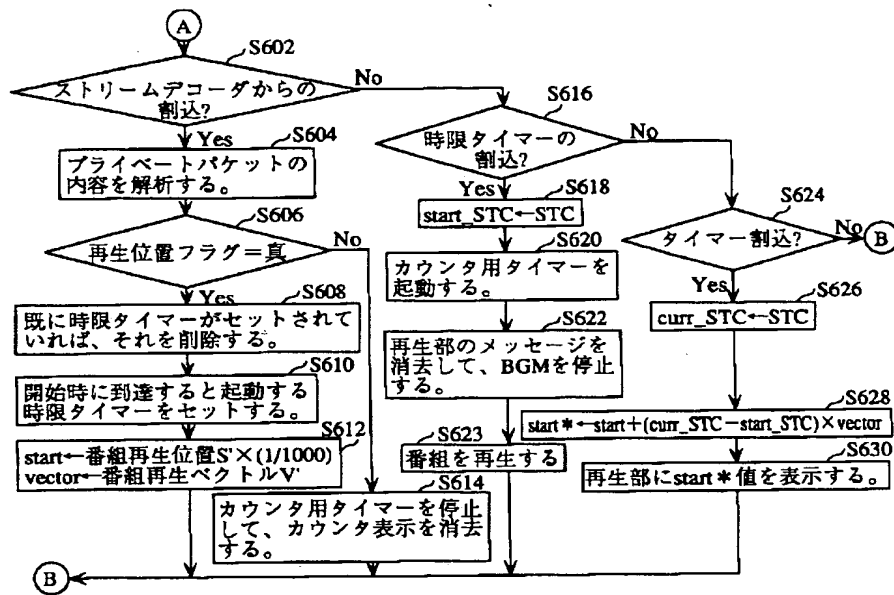 A
S602
ストリームデコーダからの
割込?
No
Yes
S604
プライベートパケットの
内容を解析する。
S606
再生位置フラグ=真
No
Yes
S608
既に時限タイマーがセットされて
いれば、それを削除する。
S610
開始時に到達すると起動する
時限タイマーをセットする。
S612
start←番組再生位置S'×(1/1000)
vector←番組再生ベクトルV'
S614
カウンタ用タイマーを停止
して、カウンタ表示を消去
する。
S616
時限タイマーの
割込?
No
Yes
S618
start_STC←STC
S620
カウンタ用タイマーを
起動する。
S622
再生部のメッセージを
消去して、BGMを停止
する。
S623
番組を再生する
S624
タイマー割込?
No
B
Yes
S626
curr_STC←STC
S628
start*←start+(curr_STC−start_STC)×vector
S630
再生部にstart*値を表示する。
B